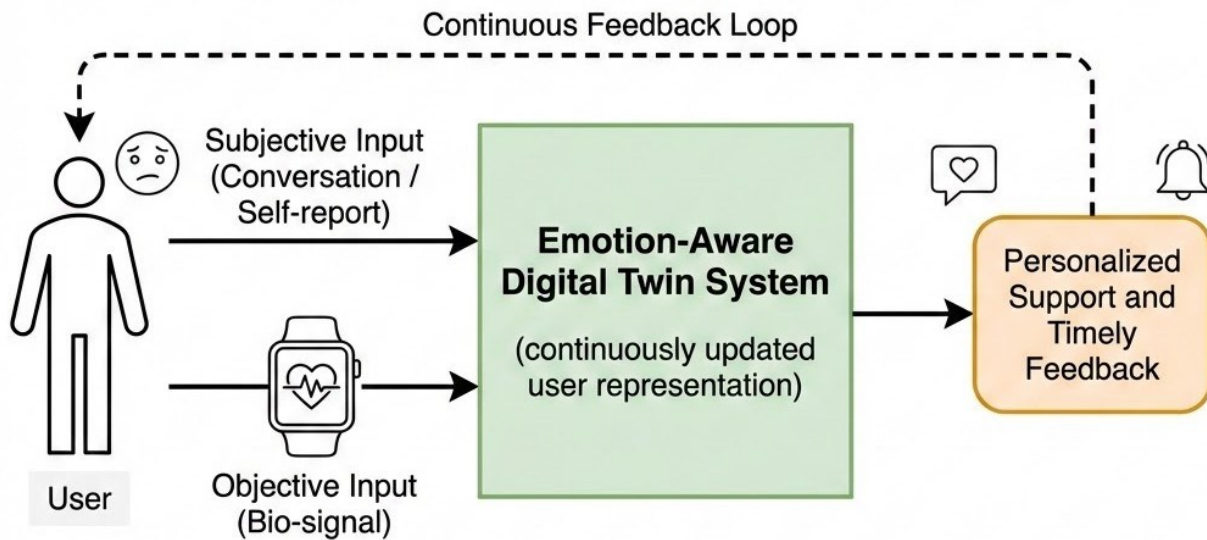 Continuous Feedback Loop
Subjective Input
(Conversation /
Self-report)
Emotion-Aware
Digital Twin System
(continuously updated
user representation)
Personalized
Support and
Timely
Feedback
User
Objective Input
(Bio-signal)